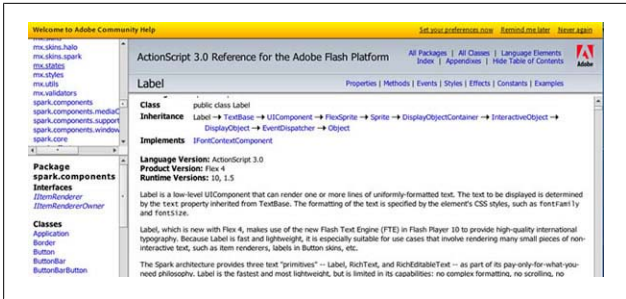 Welcome to Adobe Community Help
Set your preferences now Remind me later Never again
mx.skins.halo
mx.skins.spark
mx.states
mx.styles
mx.utils
mx.validators
spark.components
spark.components.mediaC
spark.components.support
spark.components.window
spark.core
Package
spark.components
Interfaces
IItemRenderer
IItemRendererOwner
Classes
Application
Border
Button
ButtonBar
ButtonBarButton
ActionScript 3.0 Reference for the Adobe Flash Platform
All Packages | All Classes | Language Elements
Index | Appendixes | Hide Table of Contents
Adobe
Label
Properties | Methods | Events | Styles | Effects | Constants | Examples
Class public class Label
Inheritance Label → TextBase → UIComponent → FlexSprite → Sprite → DisplayObjectContainer → InteractiveObject →
DisplayObject → EventDispatcher → Object
Implements IFontContextComponent
Language Version: ActionScript 3.0
Product Version: Flex 4
Runtime Versions: 10, 1.5
Label is a low-level UIComponent that can render one or more lines of uniformly-formatted text. The text to be displayed is determined
by the text property inherited from TextBase. The formatting of the text is specified by the element's CSS styles, such as fontFamily
and fontSize.
Label, which is new with Flex 4, makes use of the new Flash Text Engine (FTE) in Flash Player 10 to provide high-quality international
typography. Because Label is fast and lightweight, it is especially suitable for use cases that involve rendering many small pieces of non-
interactive text, such as item renderers, labels in Button skins, etc.
The Spark architecture provides three text "primitives" -- Label, RichText, and RichEditableText -- as part of its pay-only-for-what-you-
need philosophy. Label is the fastest and most lightweight, but is limited in its capabilities: no complex formatting, no scrolling, no